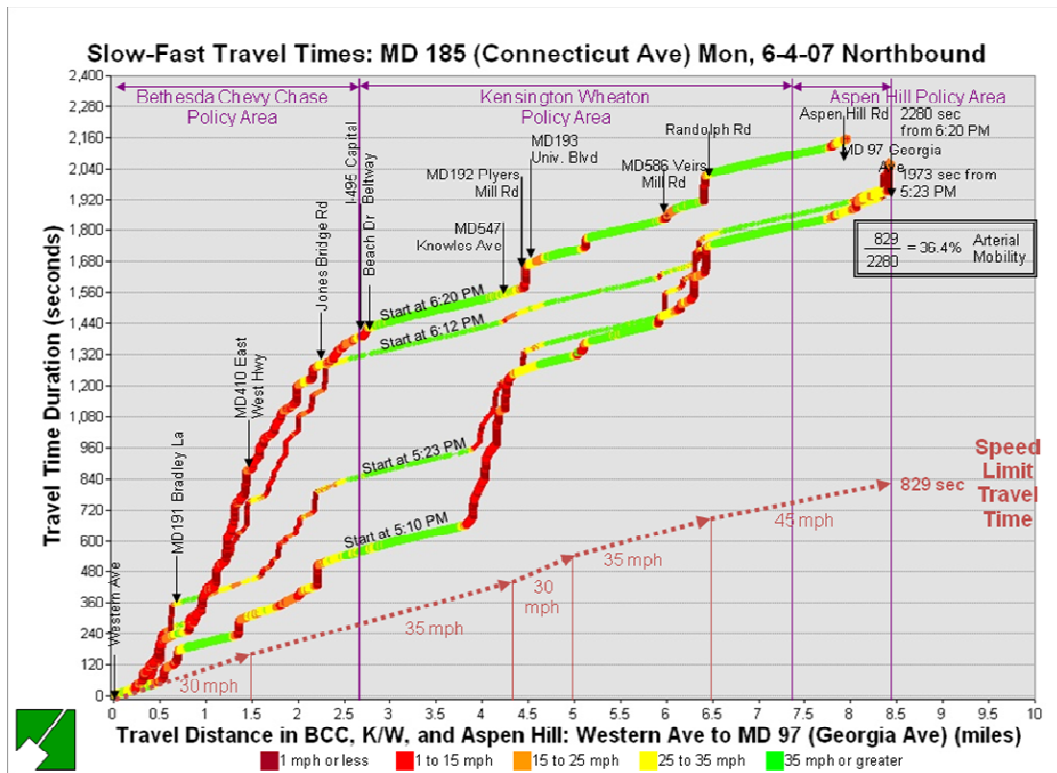 Slow-Fast Travel Times: MD 185 (Connecticut Ave) Mon, 6-4-07 Northbound
2,400
2,280
2,160
2,040
1,920
1,800
1,680
1,560
1,440
1,320
1,200
1,080
960
840
720
600
480
360
240
120
0
Travel Time Duration (seconds)
Bethesda Chevy Chase
Policy Area
Kensington Wheaton
Policy Area
Aspen Hill Policy Area
Western Ave
MD191 Bradley La
MD410 East
West Hwy
Jones Bridge Rd
I-495 Capital
Beltway
Beach Dr
MD547
Knowles Ave
MD192 Plyers
Mill Rd
MD193
Univ. Blvd
MD586 Veirs
Mill Rd
Randolph Rd
Aspen Hill Rd
2280 sec
from 6:20 PM
MD 97 Georgia
Ave
1973 sec from
5:23 PM
829
2280
= 36.4%
Arterial
Mobility
Start at 6:20 PM
Start at 6:12 PM
Start at 5:23 PM
Start at 5:10 PM
Speed
Limit
Travel
Time
829 sec
30 mph
35 mph
30
mph
35 mph
45 mph
0
0.5
1
1.5
2
2.5
3
3.5
4
4.5
5
5.5
6
6.5
7
7.5
8
8.5
9
9.5
10
Travel Distance in BCC, K/W, and Aspen Hill: Western Ave to MD 97 (Georgia Ave) (miles)
1 mph or less
1 to 15 mph
15 to 25 mph
25 to 35 mph
35 mph or greater